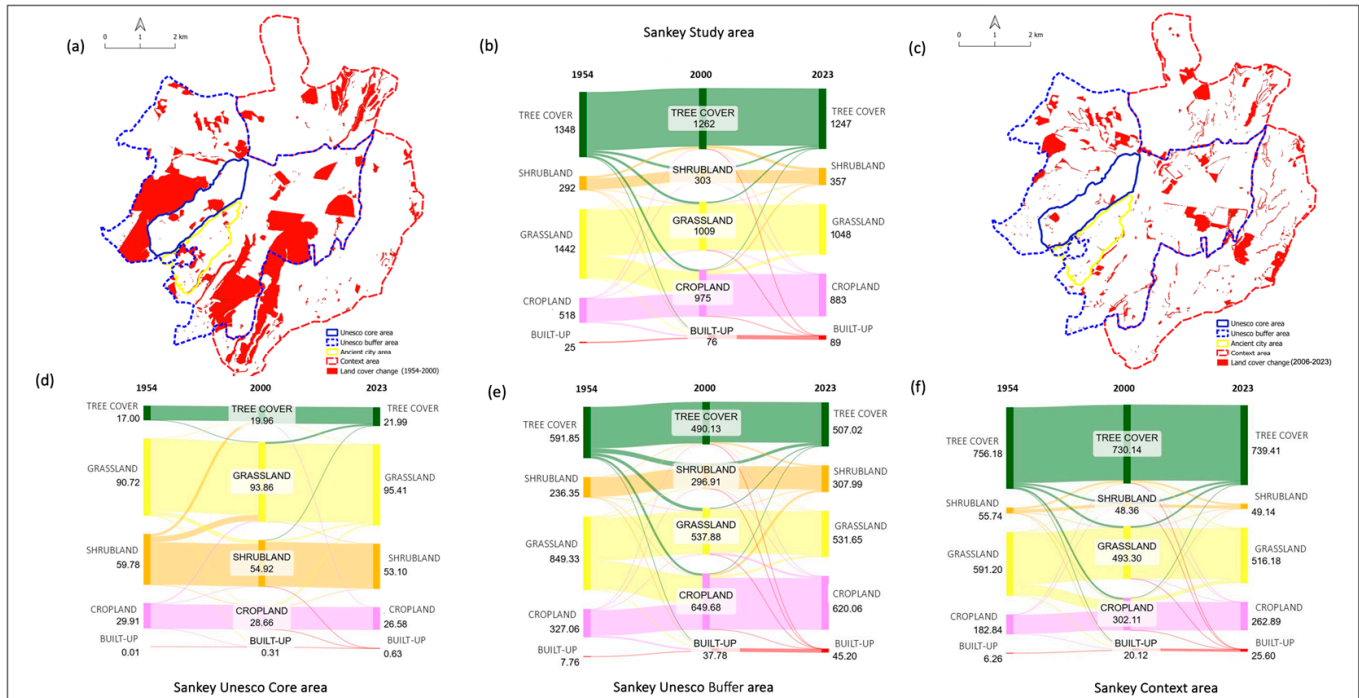 (a)
0 1 2 km
Unesco core area
Unesco buffer area
Ancient city area
Context area
Land cover change (1954-2000)
(b)
Sankey Study area
1954 2000 2023
TREE COVER
1348
TREE COVER
1262
TREE COVER
1247
SHRUBLAND
292
SHRUBLAND
303
SHRUBLAND
357
GRASSLAND
1442
GRASSLAND
1009
GRASSLAND
1048
CROPLAND
518
CROPLAND
975
CROPLAND
883
BUILT-UP
25
BUILT-UP
76
BUILT-UP
89
(c)
0 1 2 km
Unesco core area
Unesco buffer area
Ancient city area
Context area
Land cover change (2006-2023)
(d)
1954 2000 2023
TREE COVER
17.00
TREE COVER
19.96
TREE COVER
21.99
GRASSLAND
90.72
GRASSLAND
93.86
GRASSLAND
95.41
SHRUBLAND
59.78
SHRUBLAND
54.92
SHRUBLAND
53.10
CROPLAND
29.91
CROPLAND
28.66
CROPLAND
26.58
BUILT-UP
0.01
BUILT-UP
0.31
BUILT-UP
0.63
Sankey Unesco Core area
(e)
1954 2000 2023
TREE COVER
591.85
TREE COVER
490.13
TREE COVER
507.02
SHRUBLAND
236.35
SHRUBLAND
296.91
SHRUBLAND
307.99
GRASSLAND
849.33
GRASSLAND
537.88
GRASSLAND
531.65
CROPLAND
327.06
CROPLAND
649.68
CROPLAND
620.06
BUILT-UP
7.76
BUILT-UP
37.78
BUILT-UP
45.20
Sankey Unesco Buffer area
(f)
1954 2000 2023
TREE COVER
756.18
TREE COVER
730.14
TREE COVER
739.41
SHRUBLAND
55.74
SHRUBLAND
48.36
SHRUBLAND
49.14
GRASSLAND
591.20
GRASSLAND
493.30
GRASSLAND
516.18
CROPLAND
182.84
CROPLAND
302.11
CROPLAND
262.89
BUILT-UP
6.26
BUILT-UP
20.12
BUILT-UP
25.60
Sankey Context area